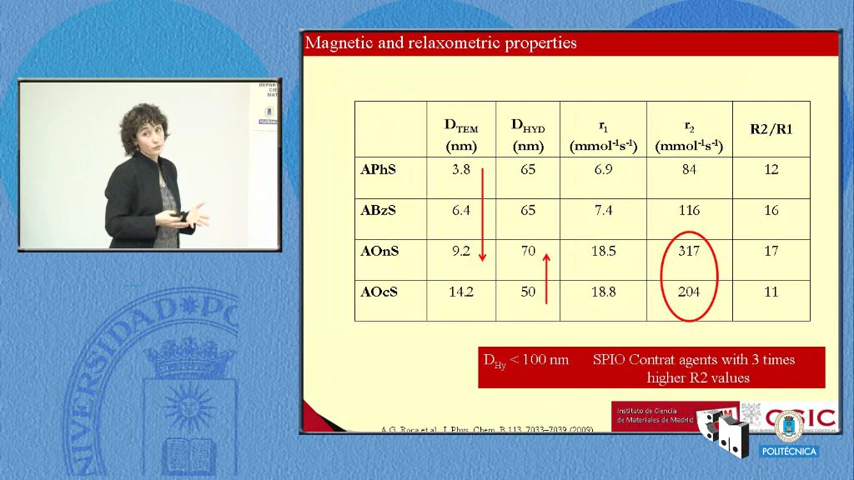 Magnetic and relaxometric properties
D_TEM (nm) D_HYD (nm) r₁ (mmol⁻¹s⁻¹) r₂ (mmol⁻¹s⁻¹) R2/R1
APhS 3.8 65 6.9 84 12
ABzS 6.4 65 7.4 116 16
AOnS 9.2 70 18.5 317 17
AOcS 14.2 50 18.8 204 11
D_Hy < 100 nm SPIO Contrat agents with 3 times
higher R2 values
Instituto de Ciencia
de Materiales de Madrid
CSIC
A.G. Roca et al. J. Phys. Chem. B 113, 7033–7039 (2009)
POLITÉCNICA